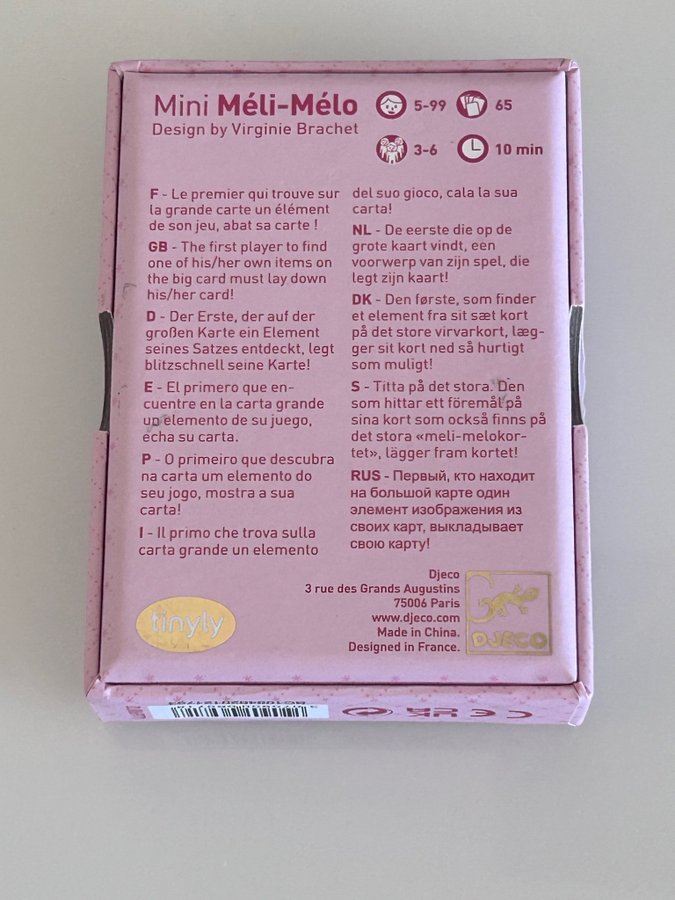 Mini Méli-Mélo
Design by Virginie Brachet
5-99
65
3-6
10 min
F - Le premier qui trouve sur
la grande carte un élément
de son jeu, abat sa carte !
GB - The first player to find
one of his/her own items on
the big card must lay down
his/her card!
D - Der Erste, der auf der
großen Karte ein Element
seines Satzes entdeckt, legt
blitzschnell seine Karte!
E - El primero que en-
cuentre en la carta grande
un elemento de su juego,
echa su carta.
P - O primeiro que descubra
na carta um elemento do
seu jogo, mostra a sua
carta!
I - Il primo che trova sulla
carta grande un elemento
del suo gioco, cala la sua
carta!
NL - De eerste die op de
grote kaart vindt, een
voorwerp van zijn spel, die
legt zijn kaart!
DK - Den første, som finder
et element fra sit sæt kort
på det store virvarkort, læg-
ger sit kort ned så hurtigt
som muligt!
S - Titta på det stora. Den
som hittar ett föremål på
sina kort som också finns på
det stora «meli-melokor-
tet», lägger fram kortet!
RUS - Первый, кто находит
на большой карте один
элемент изображения из
своих карт, выкладывает
свою карту!
Djeco
3 rue des Grands Augustins
75006 Paris
www.djeco.com
Made in China.
Designed in France.
tinyly
DJECO
UK CA
CE